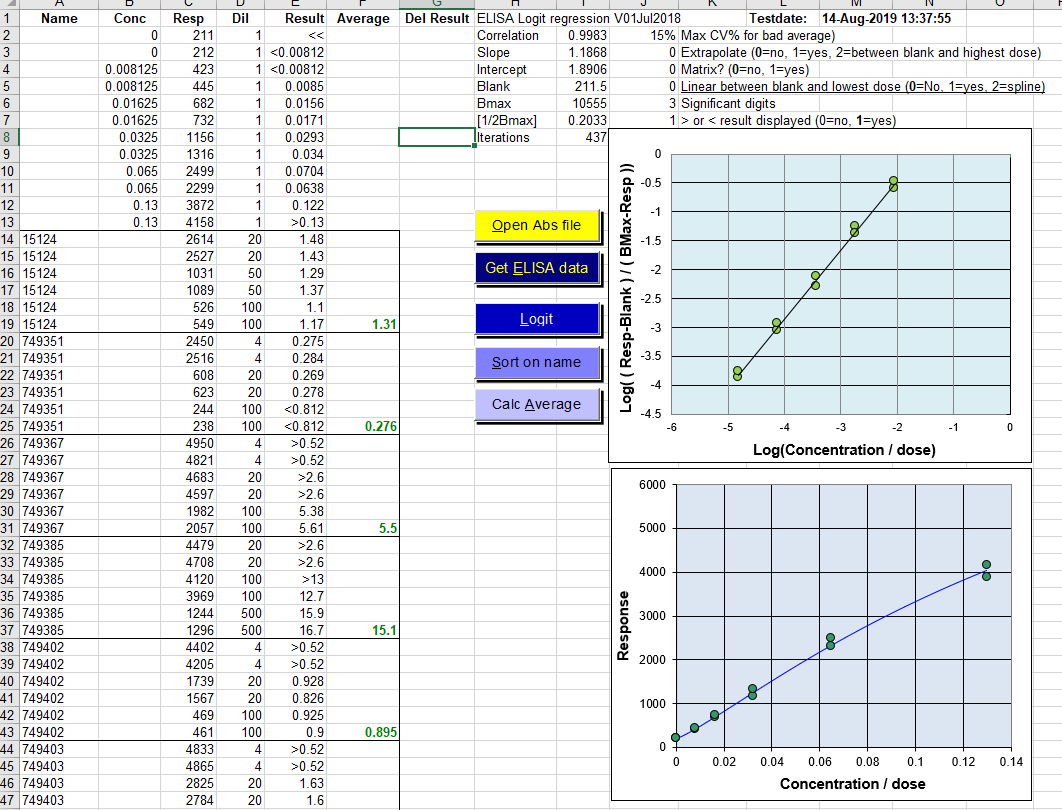 A B C D E F G H I J K L M N O
1 Name Conc Resp Dil Result Average Del Result ELISA Logit regression V01Jul2018 Testdate: 14-Aug-2019 13:37:55
2 0 211 1 << Correlation 0.9983 15% Max CV% for bad average)
3 0 212 1 <0.00812 Slope 1.1868 0 Extrapolate (0=no, 1=yes, 2=between blank and highest dose)
4 0.008125 423 1 <0.00812 Intercept 1.8906 0 Matrix? (0=no, 1=yes)
5 0.008125 445 1 0.0085 Blank 211.5 0 Linear between blank and lowest dose (0=No, 1=yes, 2=spline)
6 0.01625 682 1 0.0156 Bmax 10555 3 Significant digits
7 0.01625 732 1 0.0171 [1/2Bmax] 0.2033 1 > or < result displayed (0=no, 1=yes)
8 0.0325 1156 1 0.0293 Iterations 437
9 0.0325 1316 1 0.034
10 0.065 2499 1 0.0704
11 0.065 2299 1 0.0638
12 0.13 3872 1 0.122
13 0.13 4158 1 >0.13
14 15124 2614 20 1.48
15 15124 2527 20 1.43
16 15124 1031 50 1.29
17 15124 1089 50 1.37
18 15124 526 100 1.1
19 15124 549 100 1.17 1.31
20 749351 2450 4 0.275
21 749351 2516 4 0.284
22 749351 608 20 0.269
23 749351 623 20 0.278
24 749351 244 100 <0.812
25 749351 238 100 <0.812 0.276
26 749367 4950 4 >0.52
27 749367 4821 4 >0.52
28 749367 4683 20 >2.6
29 749367 4597 20 >2.6
30 749367 1982 100 5.38
31 749367 2057 100 5.61 5.5
32 749385 4479 20 >2.6
33 749385 4708 20 >2.6
34 749385 4120 100 >13
35 749385 3969 100 12.7
36 749385 1244 500 15.9
37 749385 1296 500 16.7 15.1
38 749402 4402 4 >0.52
39 749402 4205 4 >0.52
40 749402 1739 20 0.928
41 749402 1567 20 0.826
42 749402 469 100 0.925
43 749402 461 100 0.9 0.895
44 749403 4833 4 >0.52
45 749403 4865 4 >0.52
46 749403 2825 20 1.63
47 749403 2784 20 1.6
Open Abs file
Get ELISA data
Logit
Sort on name
Calc Average
Log( ( Resp-Blank ) / ( BMax-Resp ))
0
-0.5
-1
-1.5
-2
-2.5
-3
-3.5
-4
-4.5
-6 -5 -4 -3 -2 -1 0
Log(Concentration / dose)
Response
6000
5000
4000
3000
2000
1000
0
0 0.02 0.04 0.06 0.08 0.1 0.12 0.14
Concentration / dose